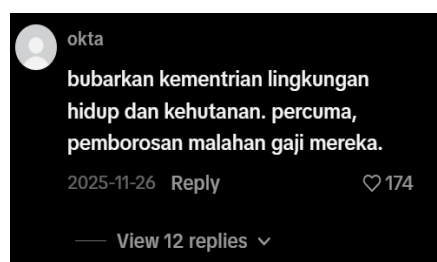 okta
bubarkan kementrian lingkungan
hidup dan kehutanan. percuma,
pemborosan malahan gaji mereka.
2025-11-26 Reply 174
View 12 replies